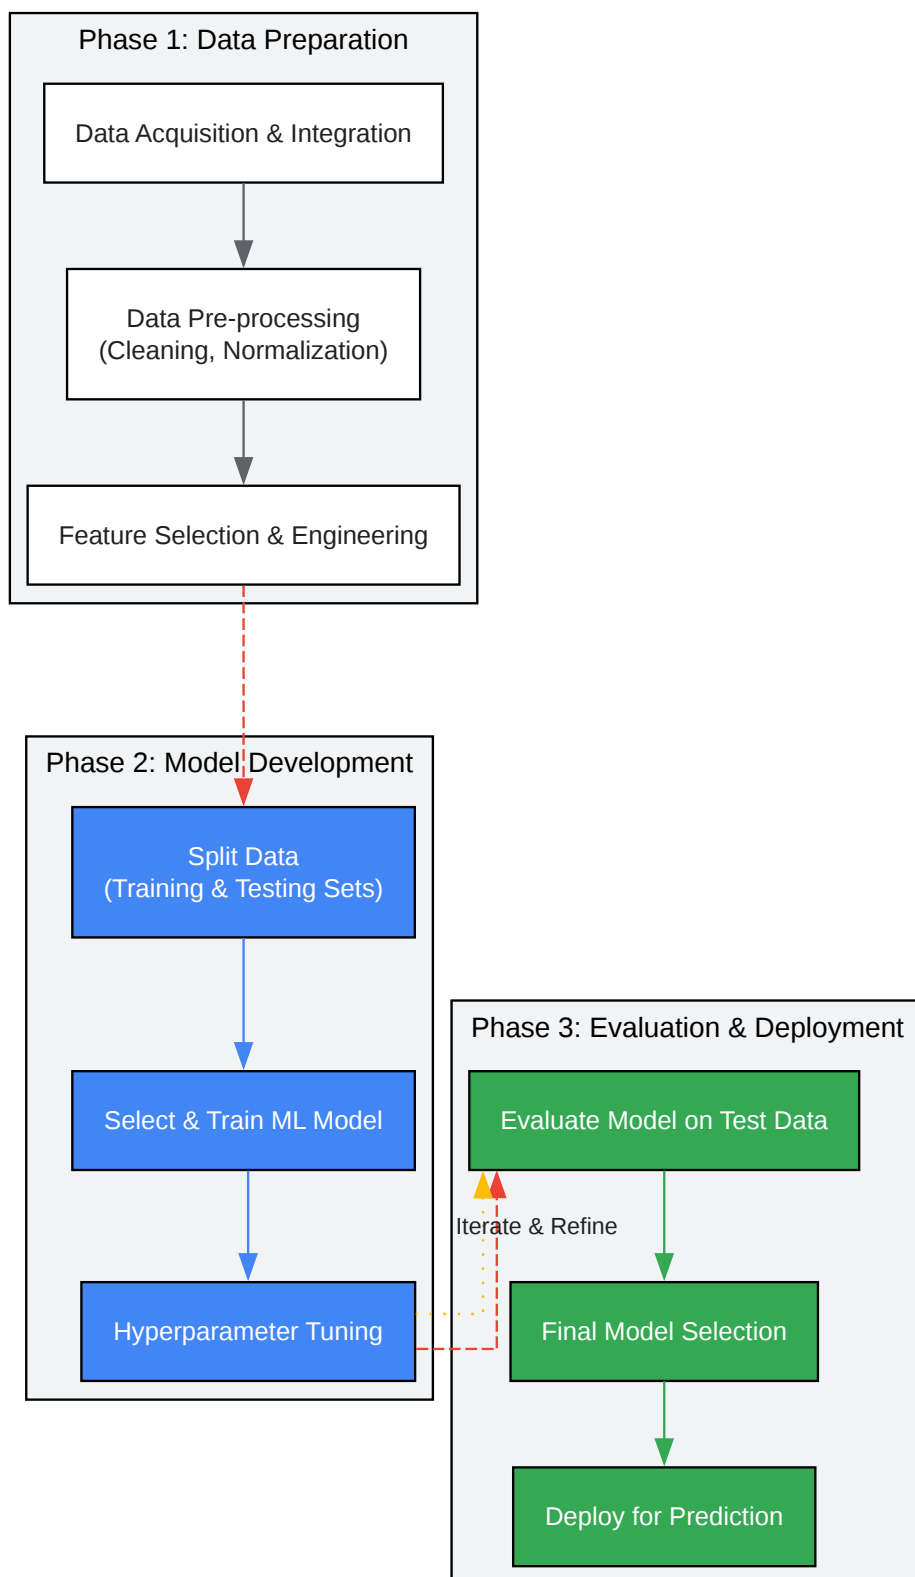 Phase 1: Data Preparation
Data Acquisition & Integration
Data Pre-processing
(Cleaning, Normalization)
Feature Selection & Engineering
Phase 2: Model Development
Split Data
(Training & Testing Sets)
Select & Train ML Model
Hyperparameter Tuning
Phase 3: Evaluation & Deployment
Evaluate Model on Test Data
Iterate & Refine
Final Model Selection
Deploy for Prediction